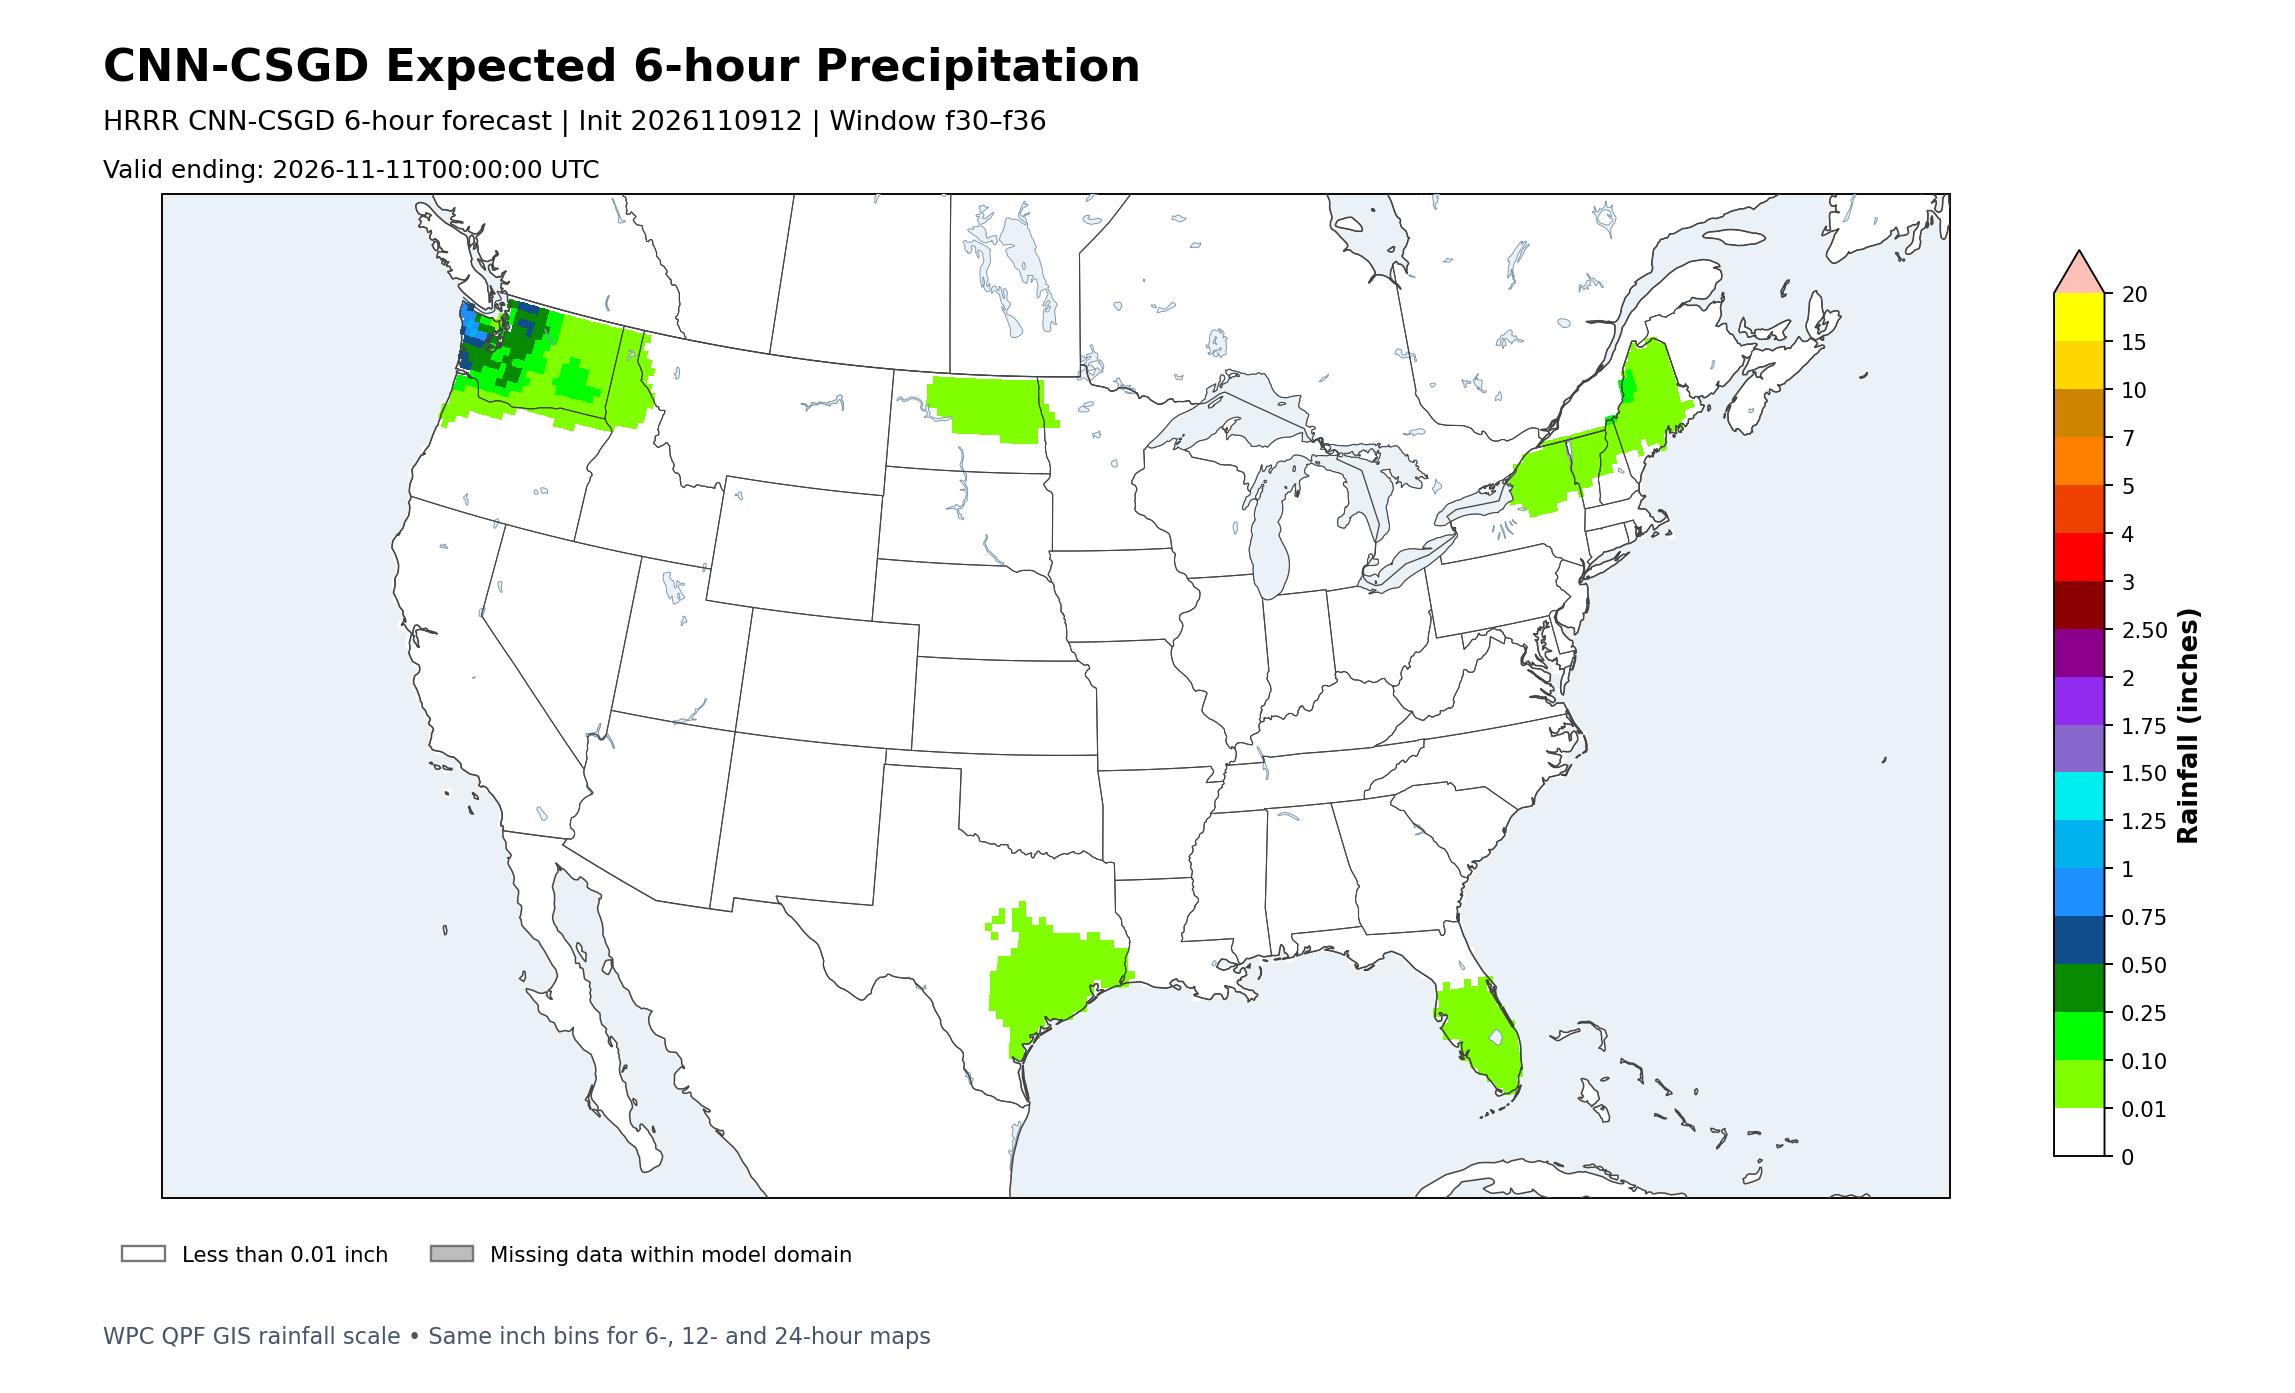 CNN-CSGD Expected 6-hour Precipitation
HRRR CNN-CSGD 6-hour forecast | Init 2026110912 | Window f30–f36
Valid ending: 2026-11-11T00:00:00 UTC
20
15
10
7
5
4
3
2.50
2
1.75
1.50
1.25
1
0.75
0.50
0.25
0.10
0.01
0
Rainfall (inches)
Less than 0.01 inch
Missing data within model domain
WPC QPF GIS rainfall scale • Same inch bins for 6-, 12- and 24-hour maps